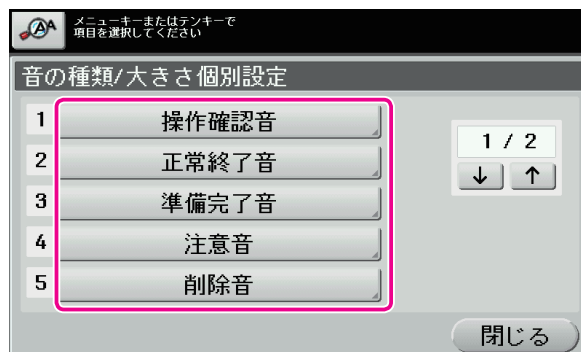 メニューキーまたはテンキーで
項目を選択してください
音の種類/大きさ個別設定
1 操作確認音
2 正常終了音
3 準備完了音
4 注意音
5 削除音
1 / 2
↓ ↑
閉じる